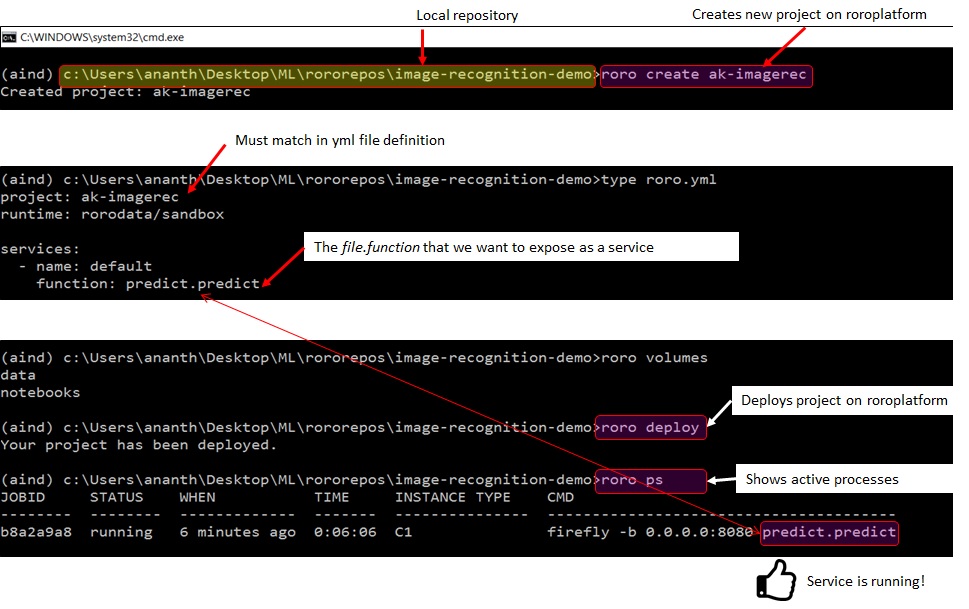 Local repository
Creates new project on roroplatform
C:\WINDOWS\system32\cmd.exe
(aind) c:\Users\ananth\Desktop\ML\rororepos\image-recognition-demo>roro create ak-imagerec
Created project: ak-imagerec
Must match in yml file definition
(aind) c:\Users\ananth\Desktop\ML\rororepos\image-recognition-demo>type roro.yml
project: ak-imagerec
runtime: rorodata/sandbox
services:
The file.function that we want to expose as a service
- name: default
function: predict.predict
(aind) c:\Users\ananth\Desktop\ML\rororepos\image-recognition-demo>roro volumes
data
notebooks
Deploys project on roroplatform
(aind) c:\Users\ananth\Desktop\ML\rororepos\image-recognition-demo>roro deploy
Your project has been deployed.
(aind) c:\Users\ananth\Desktop\ML\rororepos\image-recognition-demo>roro ps
Shows active processes
JOBID STATUS WHEN TIME INSTANCE TYPE CMD
-------- -------- ------------- ------- ------------- ---------------------------------------
b8a2a9a8 running 6 minutes ago 0:06:06 C1 firefly -b 0.0.0.0:8080 predict.predict
Service is running!